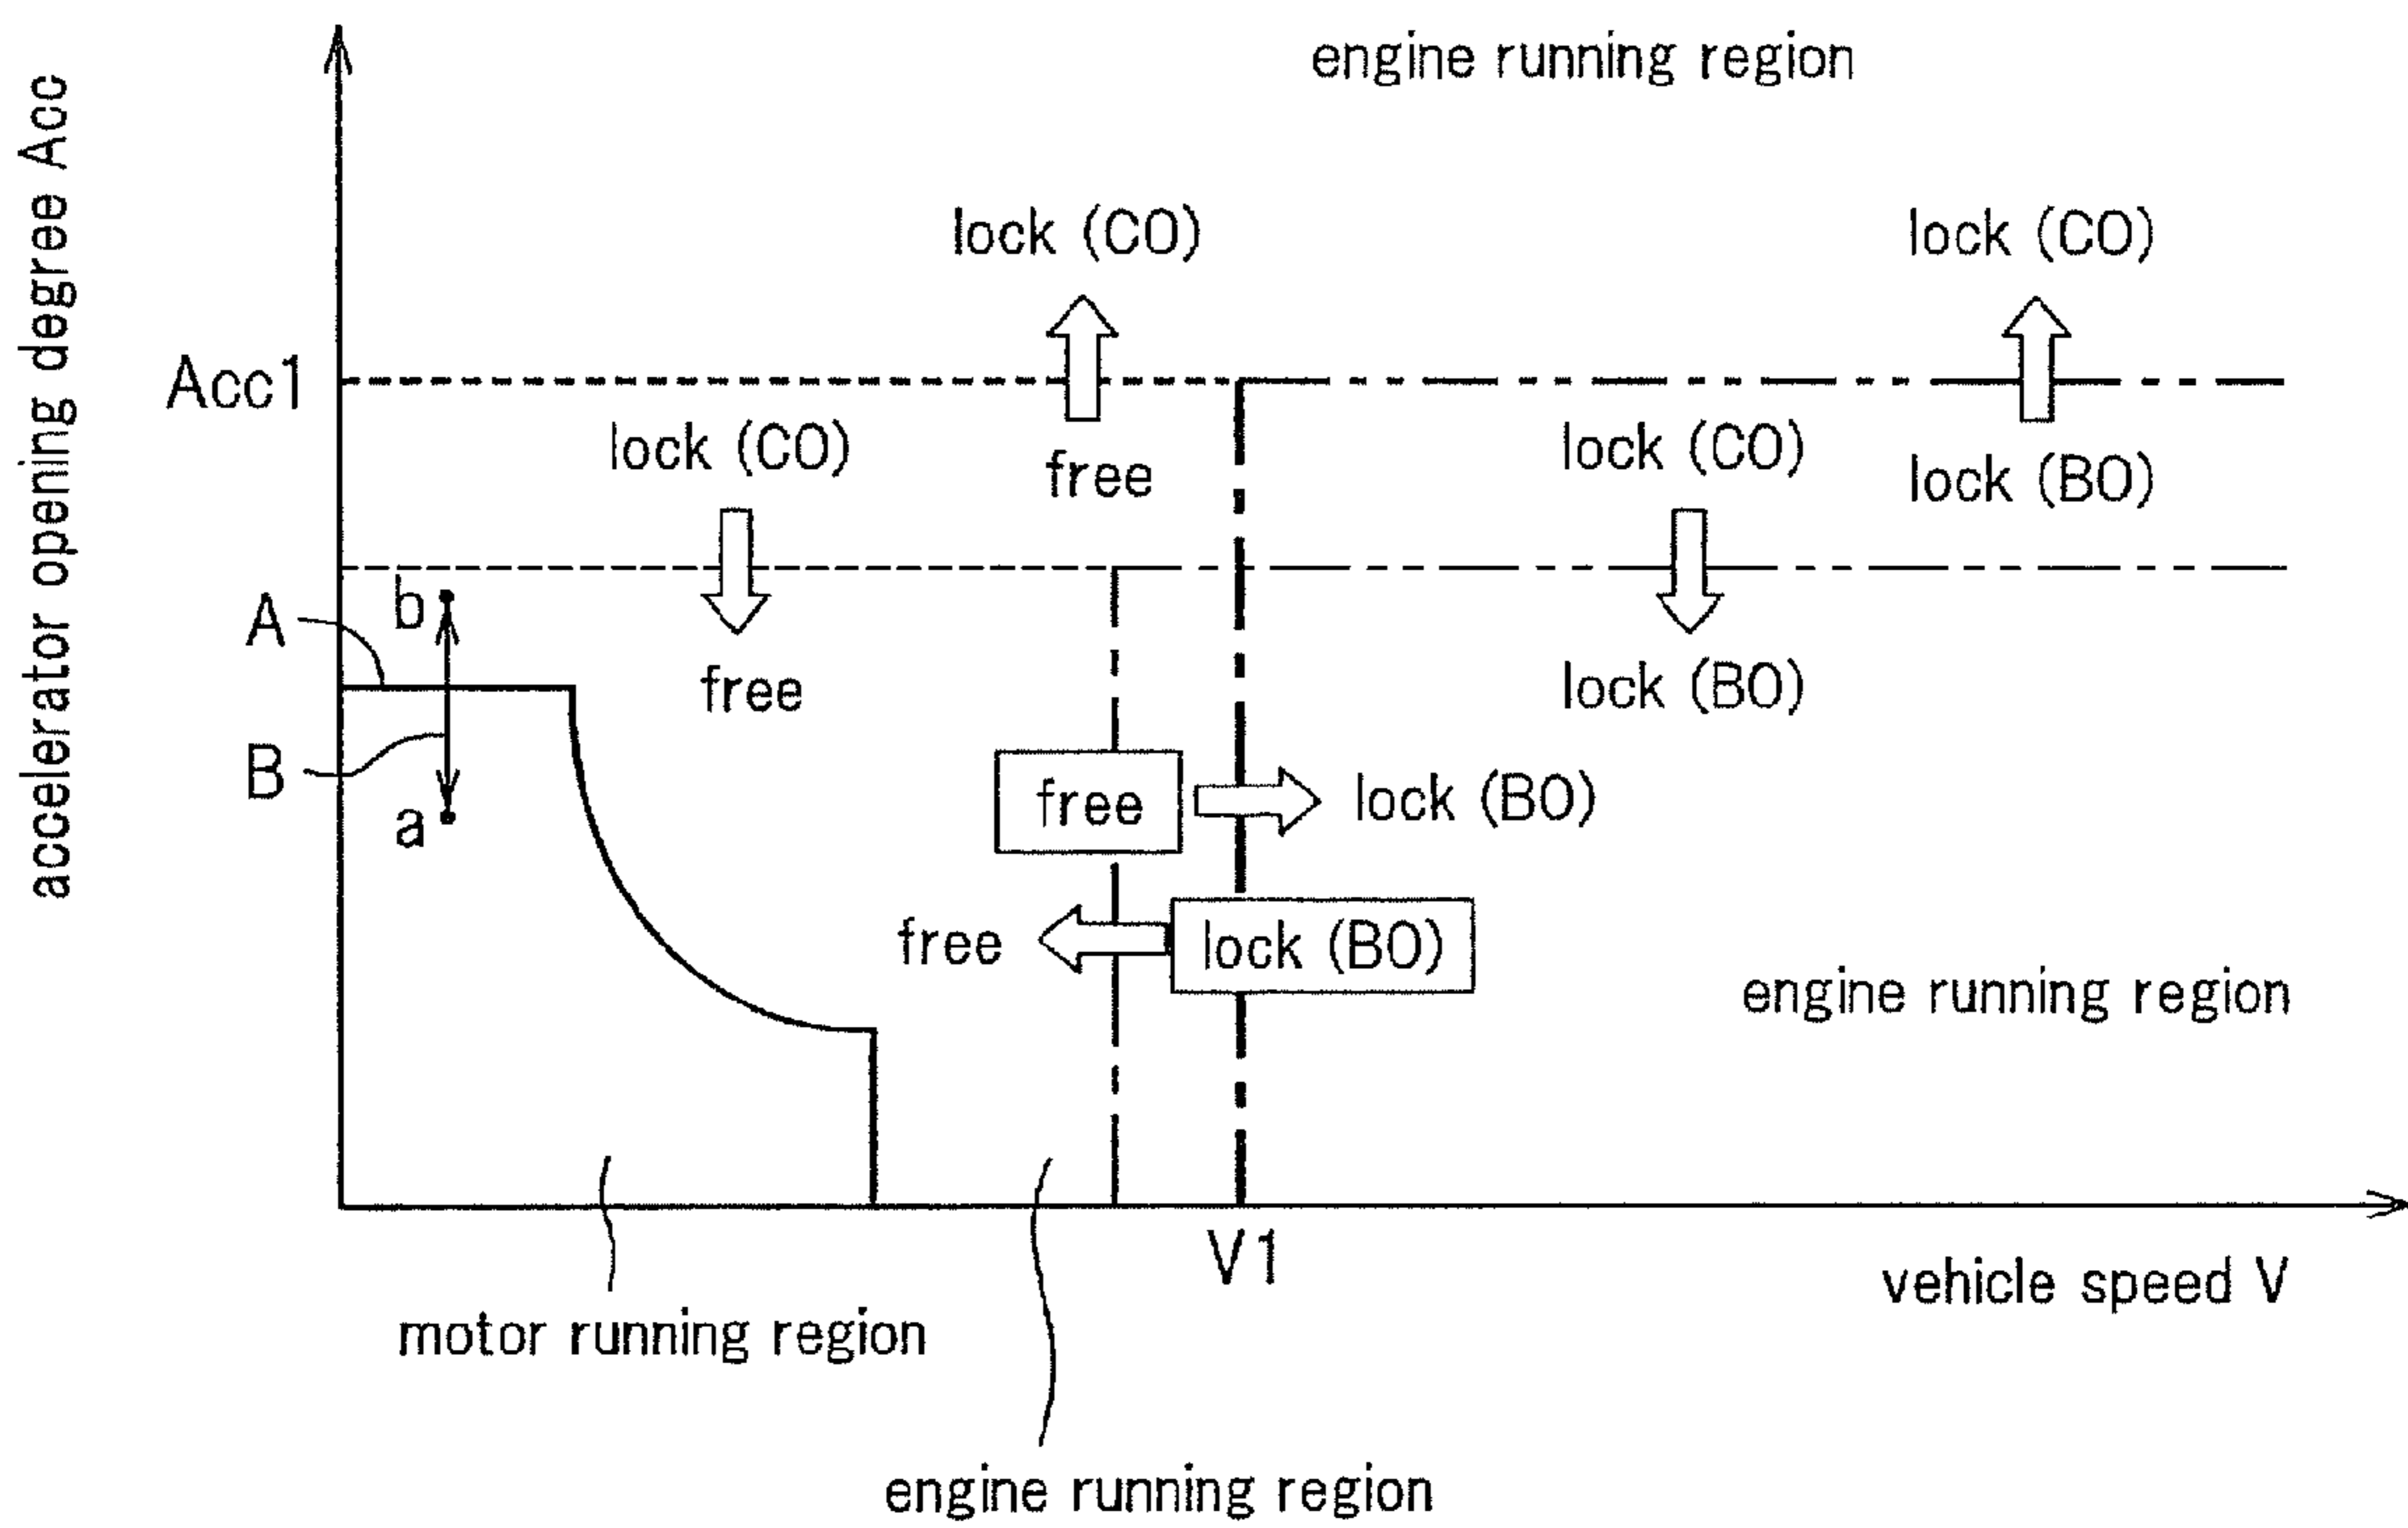 engine running region
accelerator opening degree Acc
lock (C0)
lock (C0)
Acc1
lock (C0)
free
lock (C0)
lock (B0)
b
A
free
lock (B0)
B
a
free
lock (B0)
free
lock (B0)
engine running region
V1
vehicle speed V
motor running region
engine running region